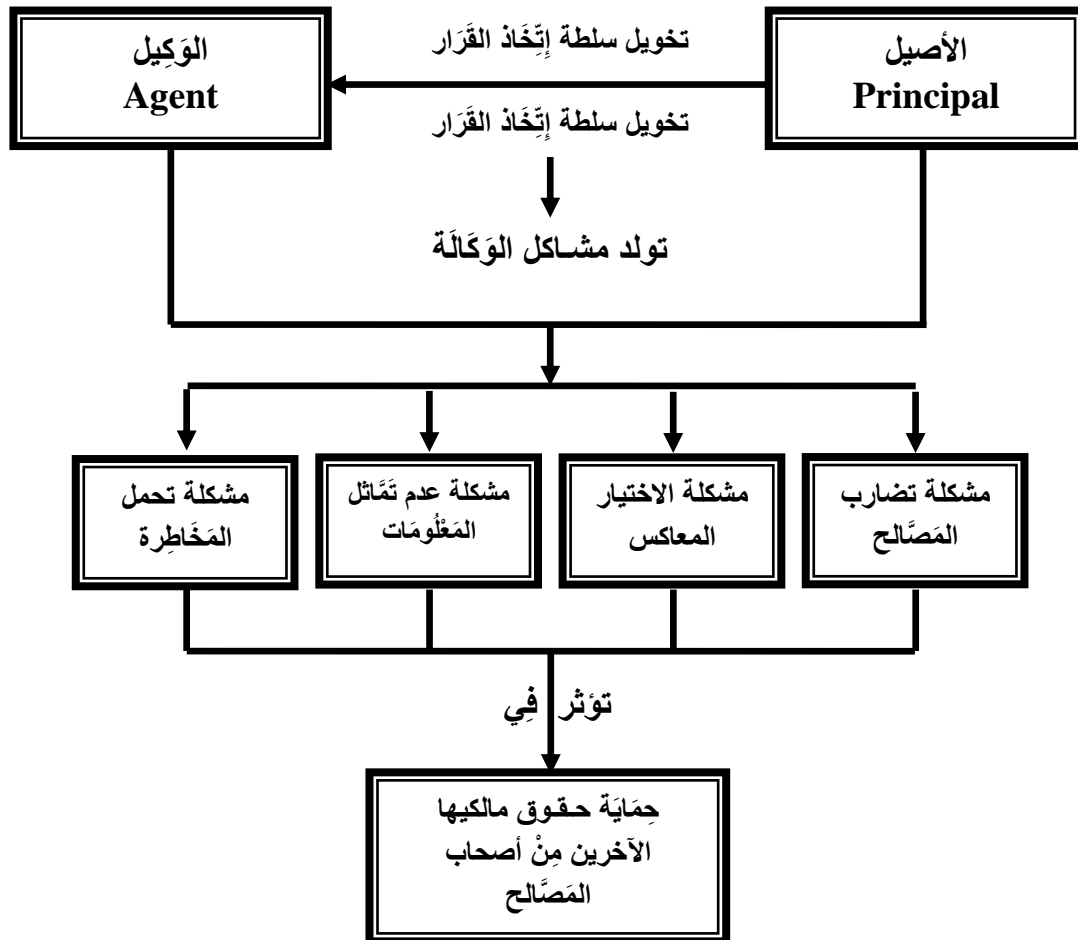 الأصيل
Principal
تخويل سلطة إِتِّخَاذ القَرَار
تخويل سلطة إِتِّخَاذ القَرَار
الوَكِيل
Agent
تولد مشــاكل الوَكَالَة
مشكلة تضارب
المَصَّالح
مشكلة الاختيار
المعاكس
مشكلة عدم تَمَّاثل
المَعْلُومَات
مشكلة تحمل
المَخَاطِرة
تؤثر فِي
حِمَايَة حـقـوق مالكيها
الآخرين مِنْ أصحاب
المَصَّالح